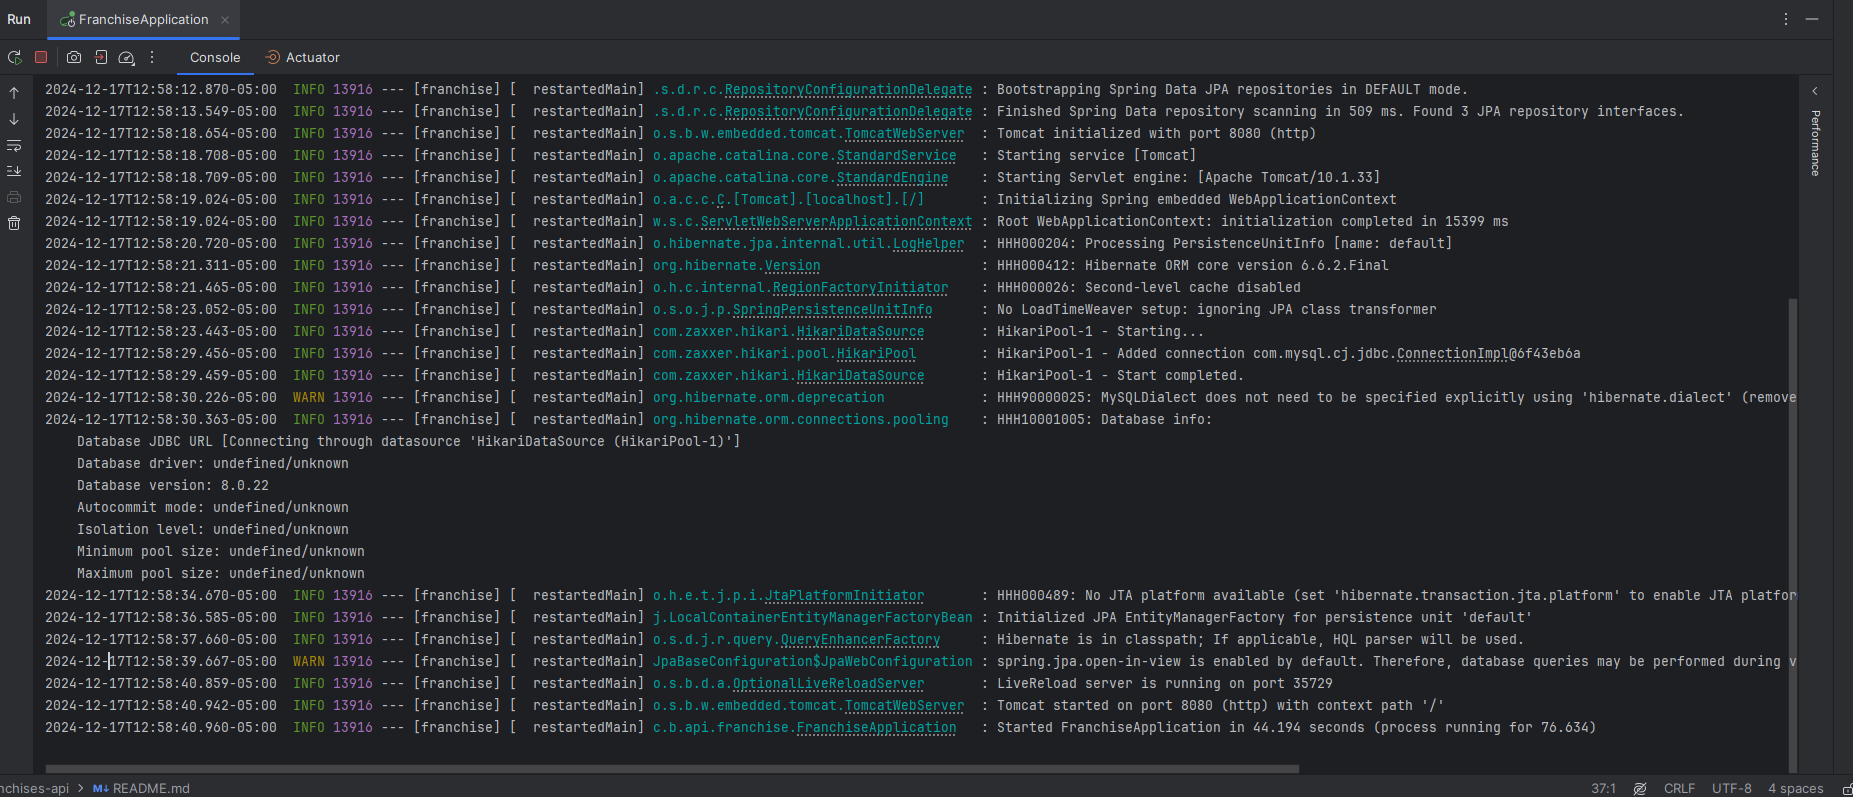 Run FranchiseApplication
Console Actuator
2024-12-17T12:58:12.870-05:00  INFO 13916 --- [franchise] [  restartedMain] .s.d.r.c.RepositoryConfigurationDelegate : Bootstrapping Spring Data JPA repositories in DEFAULT mode.
2024-12-17T12:58:13.549-05:00  INFO 13916 --- [franchise] [  restartedMain] .s.d.r.c.RepositoryConfigurationDelegate : Finished Spring Data repository scanning in 509 ms. Found 3 JPA repository interfaces.
2024-12-17T12:58:18.654-05:00  INFO 13916 --- [franchise] [  restartedMain] o.s.b.w.embedded.tomcat.TomcatWebServer  : Tomcat initialized with port 8080 (http)
2024-12-17T12:58:18.708-05:00  INFO 13916 --- [franchise] [  restartedMain] o.apache.catalina.core.StandardService   : Starting service [Tomcat]
2024-12-17T12:58:18.709-05:00  INFO 13916 --- [franchise] [  restartedMain] o.apache.catalina.core.StandardEngine    : Starting Servlet engine: [Apache Tomcat/10.1.33]
2024-12-17T12:58:19.024-05:00  INFO 13916 --- [franchise] [  restartedMain] o.a.c.c.C.[Tomcat].[localhost].[/]       : Initializing Spring embedded WebApplicationContext
2024-12-17T12:58:19.024-05:00  INFO 13916 --- [franchise] [  restartedMain] w.s.c.ServletWebServerApplicationContext : Root WebApplicationContext: initialization completed in 15399 ms
2024-12-17T12:58:20.720-05:00  INFO 13916 --- [franchise] [  restartedMain] o.hibernate.jpa.internal.util.LogHelper  : HHH000204: Processing PersistenceUnitInfo [name: default]
2024-12-17T12:58:21.311-05:00  INFO 13916 --- [franchise] [  restartedMain] org.hibernate.Version                    : HHH000412: Hibernate ORM core version 6.6.2.Final
2024-12-17T12:58:21.465-05:00  INFO 13916 --- [franchise] [  restartedMain] o.h.c.internal.RegionFactoryInitiator    : HHH000026: Second-level cache disabled
2024-12-17T12:58:23.052-05:00  INFO 13916 --- [franchise] [  restartedMain] o.s.o.j.p.SpringPersistenceUnitInfo      : No LoadTimeWeaver setup: ignoring JPA class transformer
2024-12-17T12:58:23.443-05:00  INFO 13916 --- [franchise] [  restartedMain] com.zaxxer.hikari.HikariDataSource       : HikariPool-1 - Starting...
2024-12-17T12:58:29.456-05:00  INFO 13916 --- [franchise] [  restartedMain] com.zaxxer.hikari.pool.HikariPool        : HikariPool-1 - Added connection com.mysql.cj.jdbc.ConnectionImpl@6f43eb6a
2024-12-17T12:58:29.459-05:00  INFO 13916 --- [franchise] [  restartedMain] com.zaxxer.hikari.HikariDataSource       : HikariPool-1 - Start completed.
2024-12-17T12:58:30.226-05:00  WARN 13916 --- [franchise] [  restartedMain] org.hibernate.orm.deprecation            : HHH90000025: MySQLDialect does not need to be specified explicitly using 'hibernate.dialect' (remove
2024-12-17T12:58:30.363-05:00  INFO 13916 --- [franchise] [  restartedMain] org.hibernate.orm.connections.pooling    : HHH10001005: Database info:
    Database JDBC URL [Connecting through datasource 'HikariDataSource (HikariPool-1)']
    Database driver: undefined/unknown
    Database version: 8.0.22
    Autocommit mode: undefined/unknown
    Isolation level: undefined/unknown
    Minimum pool size: undefined/unknown
    Maximum pool size: undefined/unknown
2024-12-17T12:58:34.670-05:00  INFO 13916 --- [franchise] [  restartedMain] o.h.e.t.j.p.i.JtaPlatformInitiator       : HHH000489: No JTA platform available (set 'hibernate.transaction.jta.platform' to enable JTA platfor
2024-12-17T12:58:36.585-05:00  INFO 13916 --- [franchise] [  restartedMain] j.LocalContainerEntityManagerFactoryBean : Initialized JPA EntityManagerFactory for persistence unit 'default'
2024-12-17T12:58:37.660-05:00  INFO 13916 --- [franchise] [  restartedMain] o.s.d.j.r.query.QueryEnhancerFactory     : Hibernate is in classpath; If applicable, HQL parser will be used.
2024-12-17T12:58:39.667-05:00  WARN 13916 --- [franchise] [  restartedMain] JpaBaseConfiguration$JpaWebConfiguration : spring.jpa.open-in-view is enabled by default. Therefore, database queries may be performed during v
2024-12-17T12:58:40.859-05:00  INFO 13916 --- [franchise] [  restartedMain] o.s.b.d.a.OptionalLiveReloadServer       : LiveReload server is running on port 35729
2024-12-17T12:58:40.942-05:00  INFO 13916 --- [franchise] [  restartedMain] o.s.b.w.embedded.tomcat.TomcatWebServer  : Tomcat started on port 8080 (http) with context path '/'
2024-12-17T12:58:40.960-05:00  INFO 13916 --- [franchise] [  restartedMain] c.b.api.franchise.FranchiseApplication   : Started FranchiseApplication in 44.194 seconds (process running for 76.634)
Performance
nchises-api > M↓ README.md 37:1 CRLF UTF-8 4 spaces